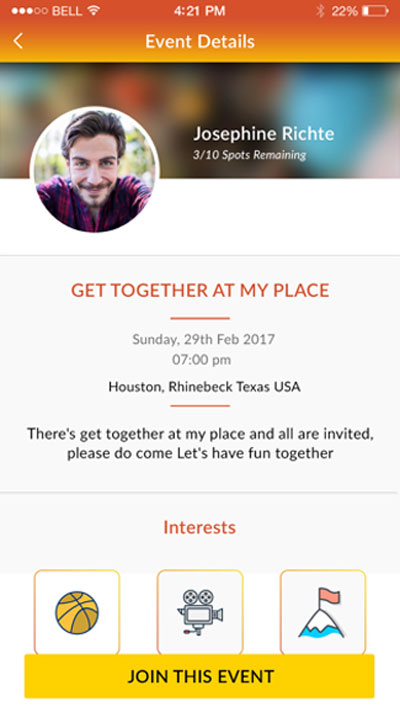 BELL 4:21 PM 22%
Event Details
Josephine Richte
3/10 Spots Remaining
GET TOGETHER AT MY PLACE
Sunday, 29th Feb 2017
07:00 pm
Houston, Rhinebeck Texas USA
There's get together at my place and all are invited,
please do come Let's have fun together
Interests
JOIN THIS EVENT